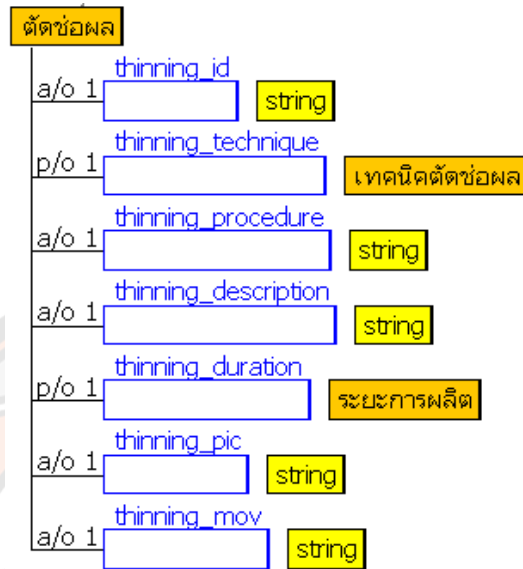 ตัดช่อผล
thinning_id
a/o 1
string
thinning_technique
p/o 1
เทคนิคตัดช่อผล
thinning_procedure
a/o 1
string
thinning_description
a/o 1
string
thinning_duration
p/o 1
ระยะการผลิต
thinning_pic
a/o 1
string
thinning_mov
a/o 1
string